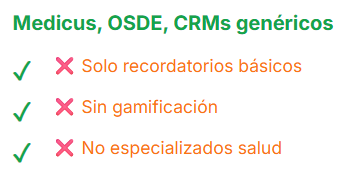 Medicus, OSDE, CRMs genéricos
✓ ❌ Solo recordatorios básicos
✓ ❌ Sin gamificación
✓ ❌ No especializados salud